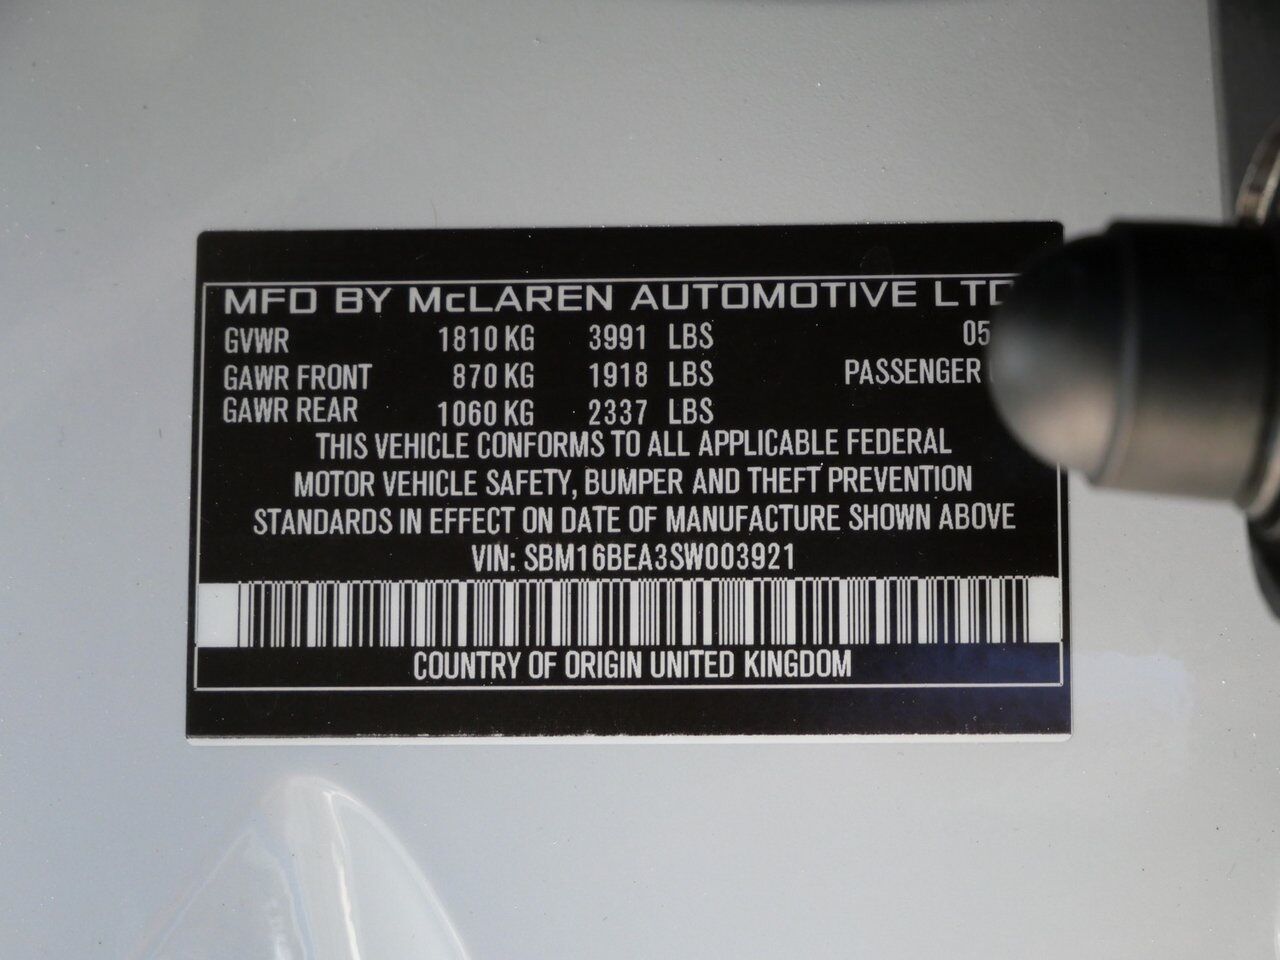 MFD BY McLAREN AUTOMOTIVE LTD
GVWR 1810 KG 3991 LBS 05
GAWR FRONT 870 KG 1918 LBS PASSENGER
GAWR REAR 1060 KG 2337 LBS
THIS VEHICLE CONFORMS TO ALL APPLICABLE FEDERAL
MOTOR VEHICLE SAFETY, BUMPER AND THEFT PREVENTION
STANDARDS IN EFFECT ON DATE OF MANUFACTURE SHOWN ABOVE
VIN: SBM16BEA3SW003921
COUNTRY OF ORIGIN UNITED KINGDOM